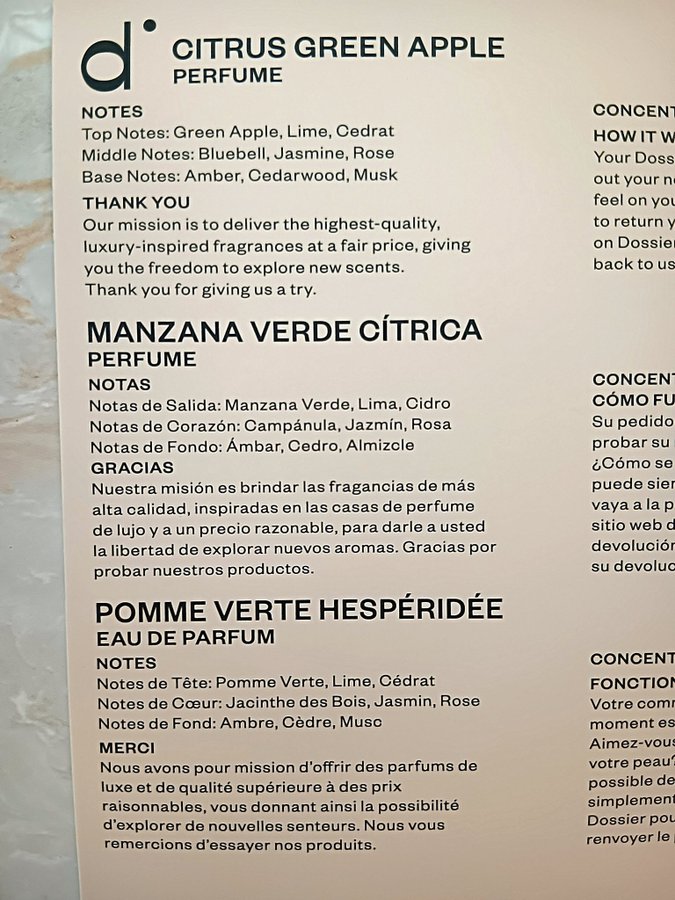 d
CITRUS GREEN APPLE
PERFUME
NOTES
Top Notes: Green Apple, Lime, Cedrat
Middle Notes: Bluebell, Jasmine, Rose
Base Notes: Amber, Cedarwood, Musk
THANK YOU
Our mission is to deliver the highest-quality,
luxury-inspired fragrances at a fair price, giving
you the freedom to explore new scents.
Thank you for giving us a try.
MANZANA VERDE CÍTRICA
PERFUME
NOTAS
Notas de Salida: Manzana Verde, Lima, Cidro
Notas de Corazón: Campánula, Jazmín, Rosa
Notas de Fondo: Ámbar, Cedro, Almizcle
GRACIAS
Nuestra misión es brindar las fragancias de más
alta calidad, inspiradas en las casas de perfume
de lujo y a un precio razonable, para darle a usted
la libertad de explorar nuevos aromas. Gracias por
probar nuestros productos.
POMME VERTE HESPÉRIDÉE
EAU DE PARFUM
NOTES
Notes de Tête: Pomme Verte, Lime, Cédrat
Notes de Cœur: Jacinthe des Bois, Jasmin, Rose
Notes de Fond: Ambre, Cèdre, Musc
MERCI
Nous avons pour mission d'offrir des parfums de
luxe et de qualité supérieure à des prix
raisonnables, vous donnant ainsi la possibilité
d'explorer de nouvelles senteurs. Nous vous
remercions d'essayer nos produits.
HOW IT
Your
out your
feel on
to return
on Dossier
back to us
CÓMO
Su pedido
probar su
¿Cómo se
puede
vaya a la
sitio web
devolución
su
Votre
moment
Aimez-vous
votre peau?
possible de
simplement
Dossier
renvoyer le